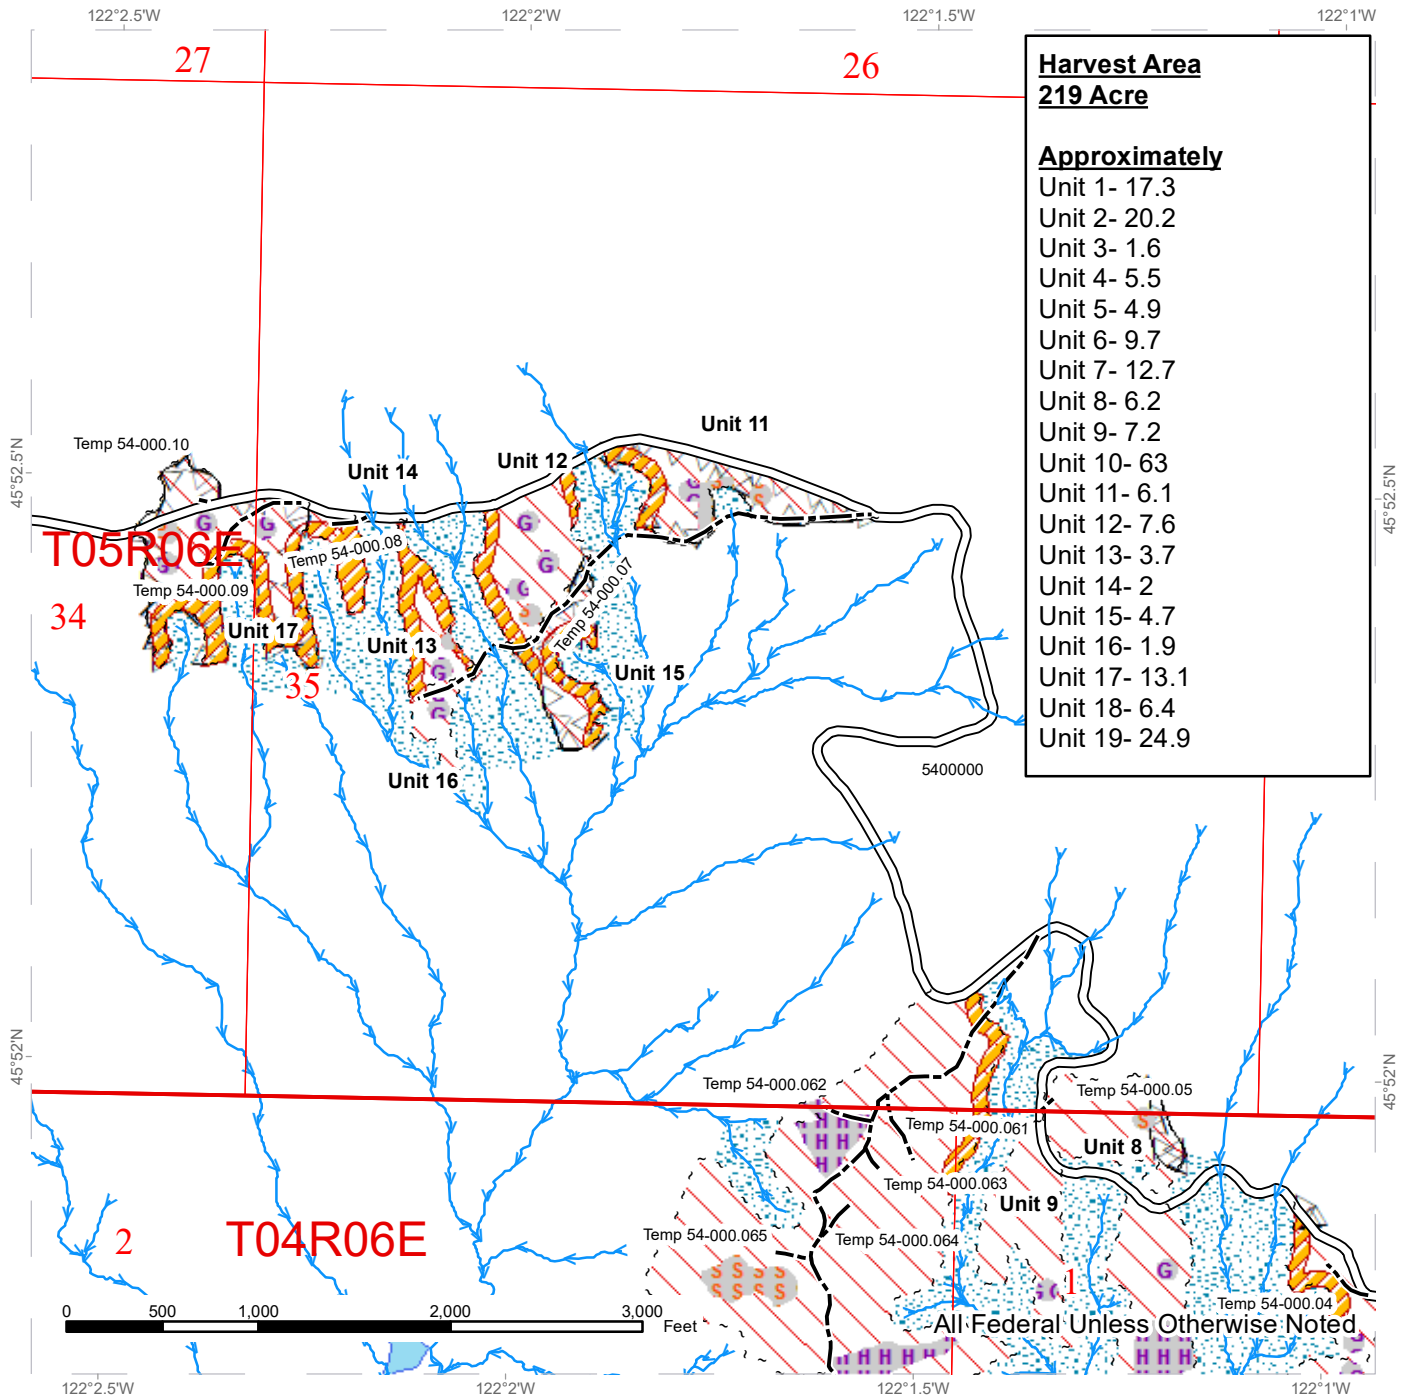 122°2.5'W
122°2'W
122°1.5'W
122°1'W
27
26
Harvest Area
219 Acre
Approximately
Unit 1- 17.3
Unit 2- 20.2
Unit 3- 1.6
Unit 4- 5.5
Unit 5- 4.9
Unit 6- 9.7
Unit 7- 12.7
Unit 8- 6.2
Unit 9- 7.2
Unit 10- 63
Unit 11- 6.1
Unit 12- 7.6
Unit 13- 3.7
Unit 14- 2
Unit 15- 4.7
Unit 16- 1.9
Unit 17- 13.1
Unit 18- 6.4
Unit 19- 24.9
Unit 11
Temp 54-000.10
Unit 12
Unit 14
45°52.5'N
45°52.5'N
G
G
G
T05R06E
Temp 54-000.08
G
Temp 54-000.09
G
S
Temp 54-000.07
34
Unit 17
Unit 13
G
Unit 15
35
G
Unit 16
5400000
45°52'N
45°52'N
Temp 54-000.062
Temp 54-000.05
S
Temp 54-000.061
H H H
H H H
H H
Unit 8
Temp 54-000.063
Unit 9
2
T04R06E
Temp 54-000.065
Temp 54-000.064
S S S S
S S S S
G
G
1
Temp 54-000.04
0
500
1,000
2,000
3,000
Feet
All Federal Unless Otherwise Noted
H H H H H
H H H
H H H
122°2.5'W
122°2'W
122°1.5'W
122°1'W